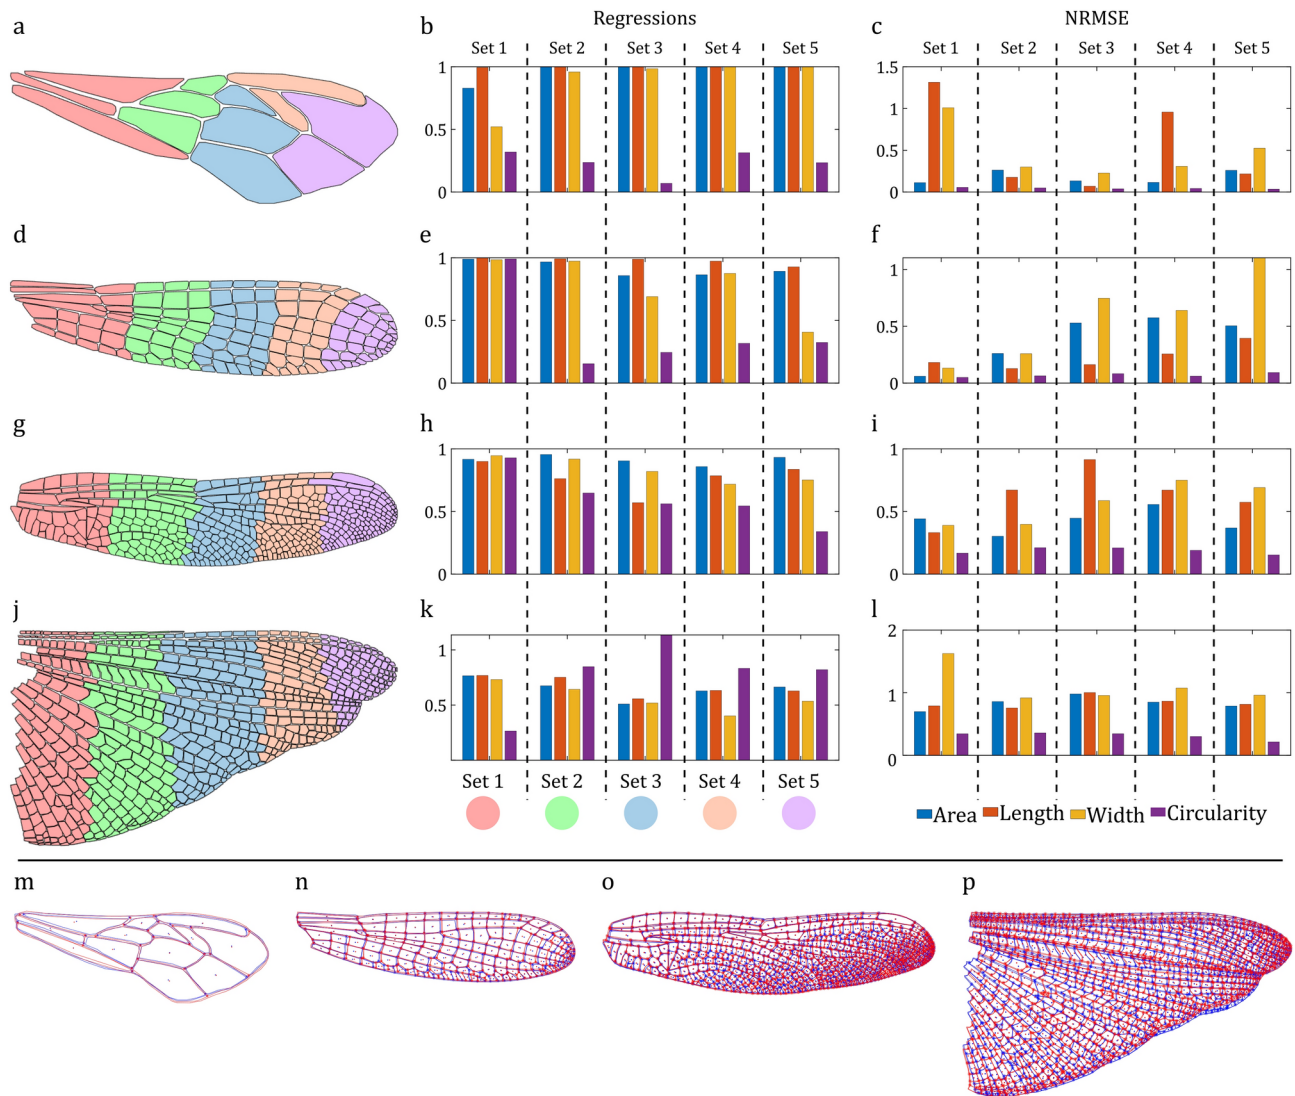 Regressions
NRMSE
a
b
c
Set 1 Set 2 Set 3 Set 4 Set 5
Set 1 Set 2 Set 3 Set 4 Set 5
1
0.5
0
1.5
1
0.5
0
d
e
f
1
0.5
0
1
0.5
0
g
h
i
1
0.5
0
1
0.5
0
j
k
l
1
0.5
2
1
0
Set 1 Set 2 Set 3 Set 4 Set 5
Area Length Width Circularity
m
n
o
p